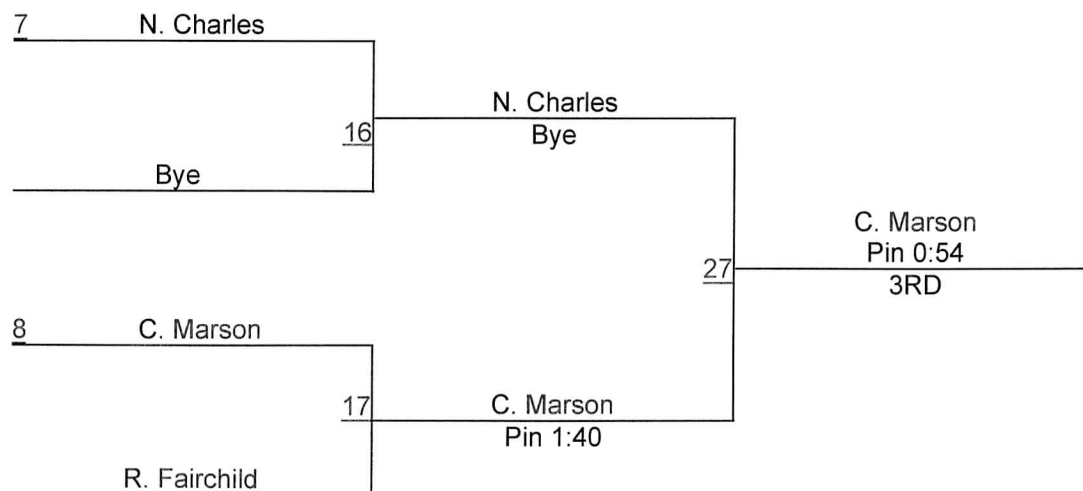 7 N. Charles
N. Charles
16
Bye
Bye
C. Marson
Pin 0:54
27
3RD
8 C. Marson
17
C. Marson
Pin 1:40
R. Fairchild